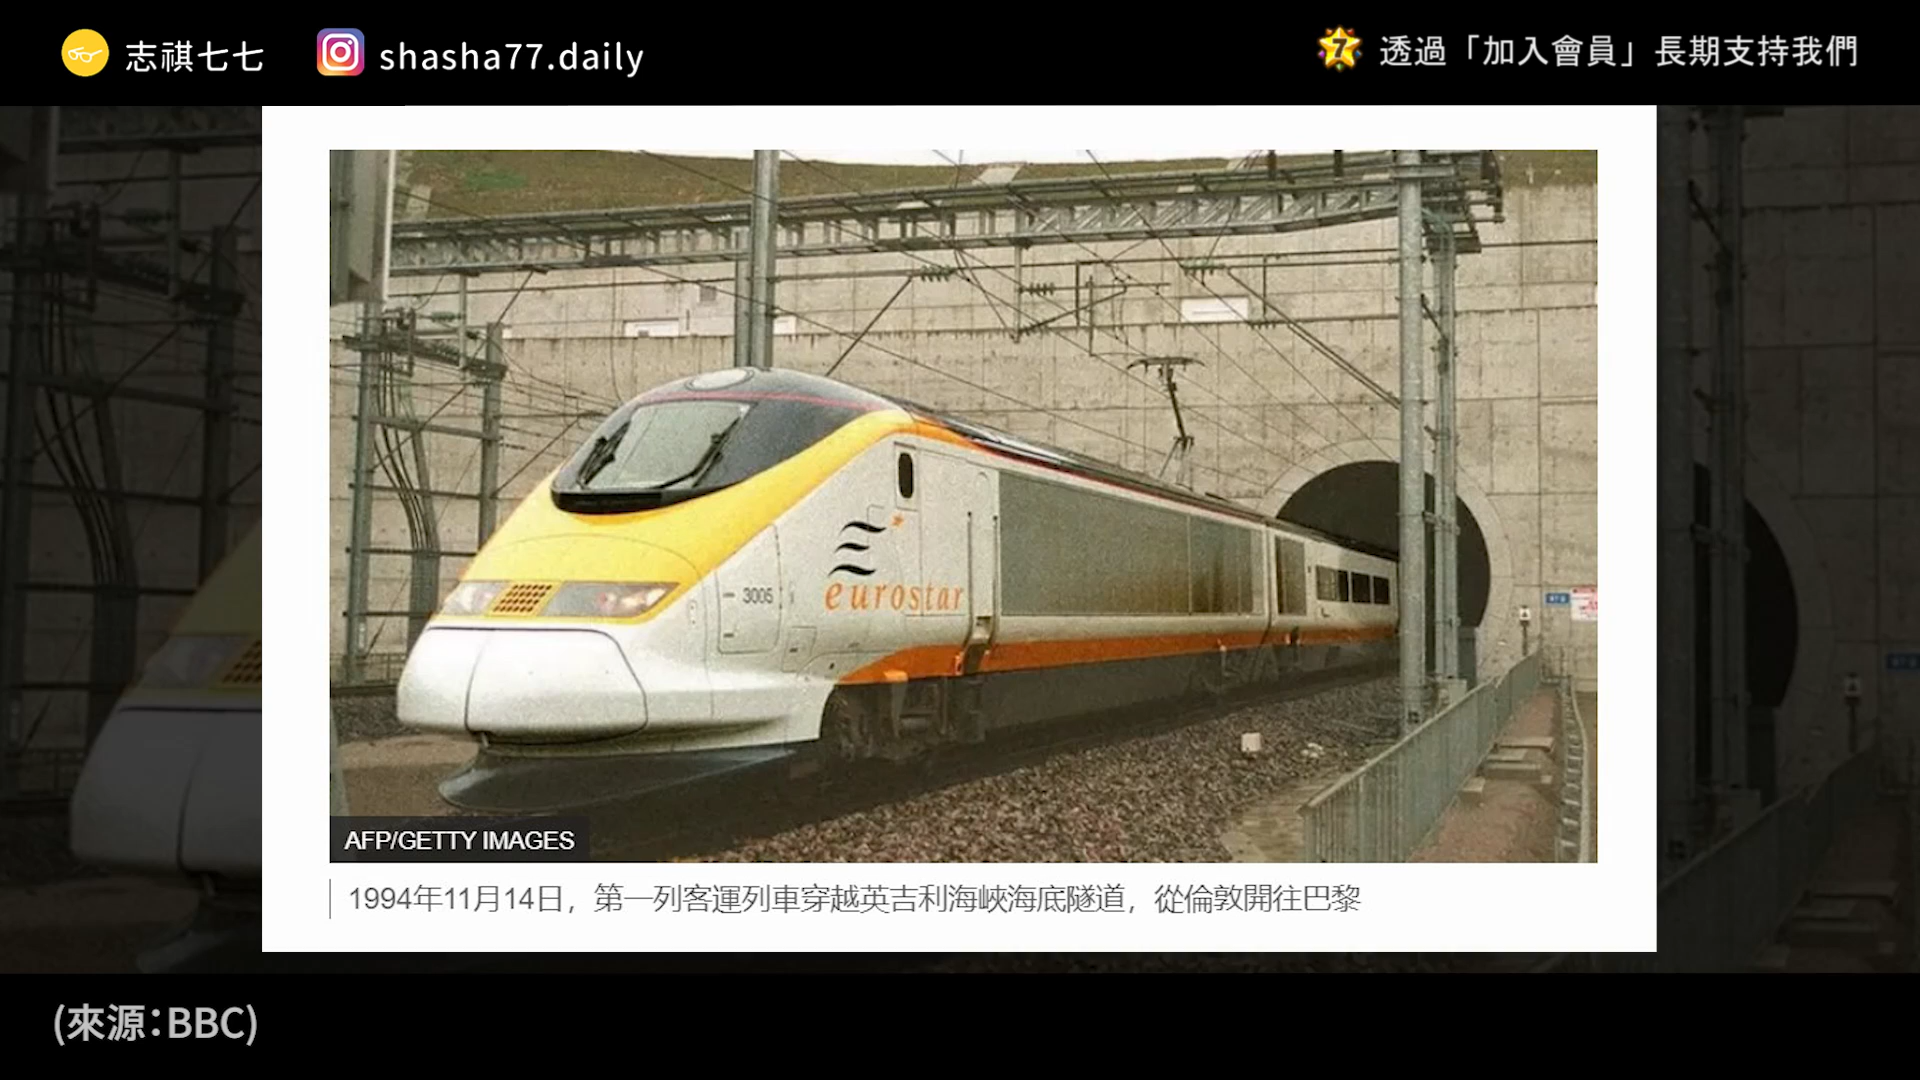 志祺七七
shasha77.daily
7
透過「加入會員」長期支持我們
3005
eurostar
AFP/GETTY IMAGES
1994年11月14日，第一列客運列車穿越英吉利海峽海底隧道，從倫敦開往巴黎
(來源：BBC)